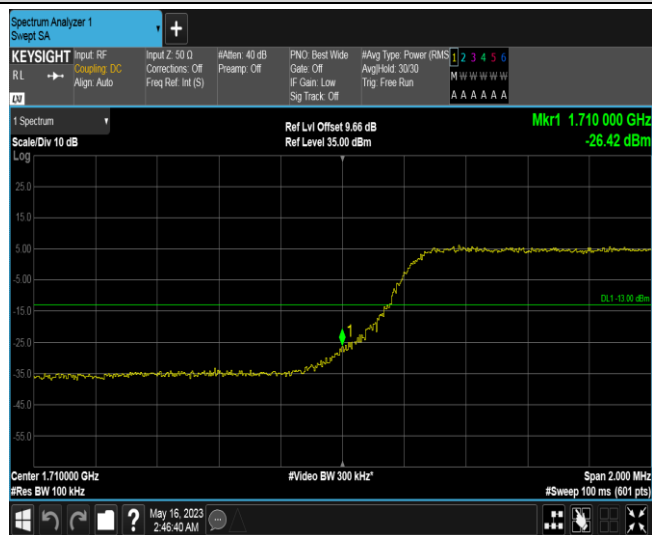 Spectrum Analyzer 1
Swept SA
KEYSIGHT
RL
LXI
Input: RF
Coupling: DC
Align: Auto
Input Z: 50 Ω
Corrections: Off
Freq Ref: Int (S)
#Atten: 40 dB
Preamp: Off
PNO: Best Wide
Gate: Off
IF Gain: Low
Sig Track: Off
#Avg Type: Power (RMS
Avg|Hold: 30/30
Trig: Free Run
1 2 3 4 5 6
M W W W W W
A A A A A A
1 Spectrum
Scale/Div 10 dB
Log
Ref Lvl Offset 9.66 dB
Ref Level 35.00 dBm
Mkr1 1.710 000 GHz
-26.42 dBm
25.0
15.0
5.00
-5.00
DL1 -13.00 dBm
-15.0
1
-25.0
-35.0
-45.0
-55.0
Center 1.710000 GHz
#Res BW 100 kHz
#Video BW 300 kHz*
Span 2.000 MHz
#Sweep 100 ms (601 pts)
?
May 16, 2023
2:46:40 AM